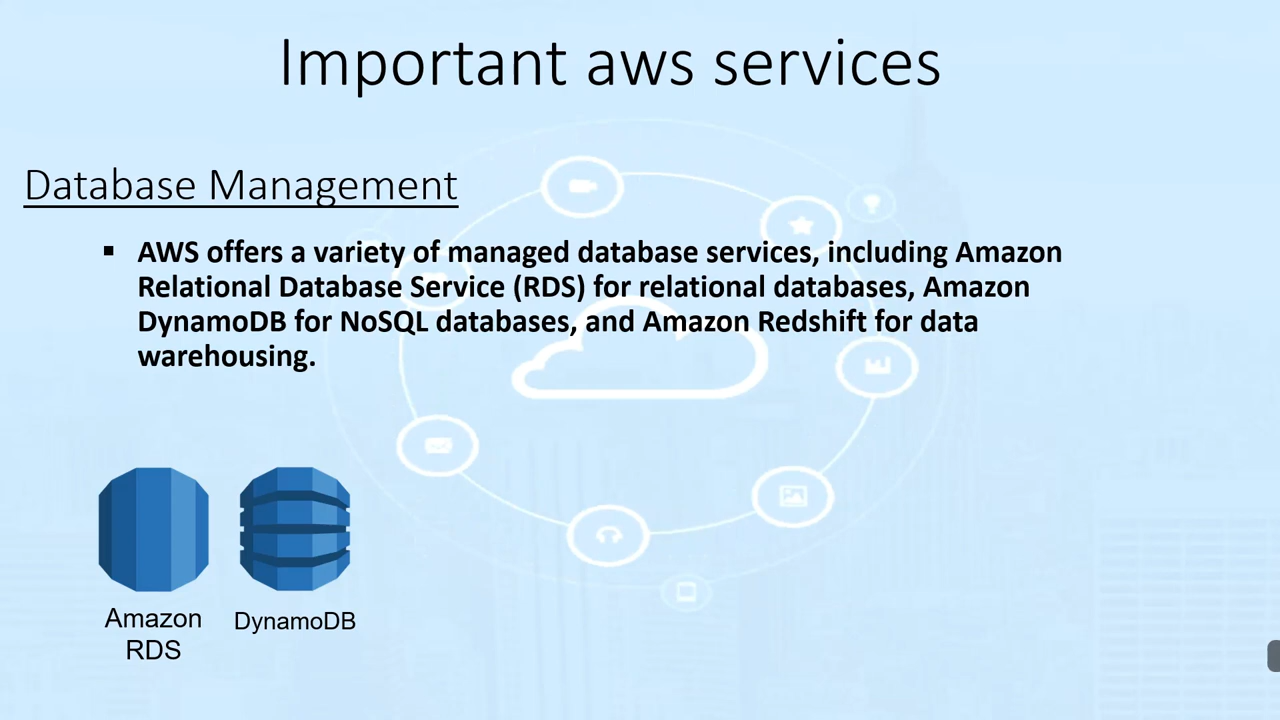 Important aws services
Database Management
▪ AWS offers a variety of managed database services, including Amazon
Relational Database Service (RDS) for relational databases, Amazon
DynamoDB for NoSQL databases, and Amazon Redshift for data
warehousing.
Amazon
RDS
DynamoDB